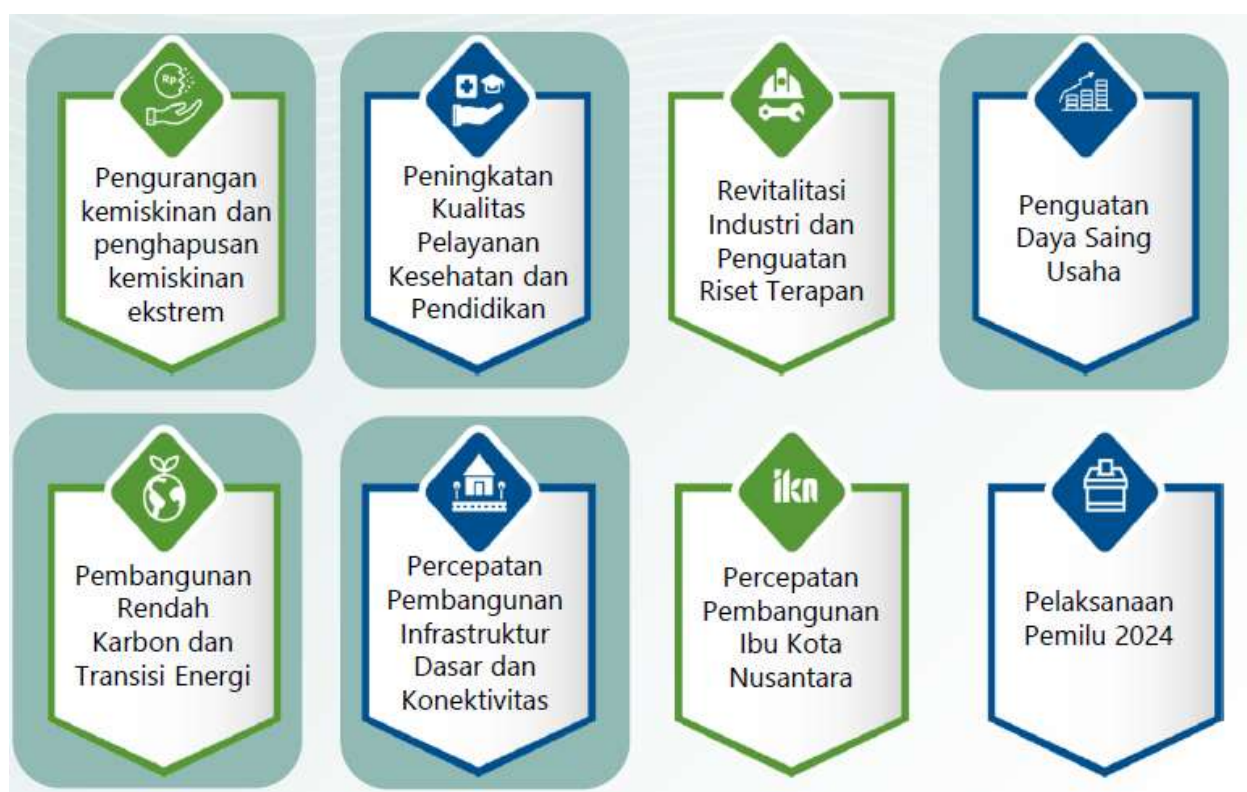 Rp
Pengurangan
kemiskinan dan
penghapusan
kemiskinan
ekstrem
Peningkatan
Kualitas
Pelayanan
Kesehatan dan
Pendidikan
Revitalitasi
Industri dan
Penguatan
Riset Terapan
Penguatan
Daya Saing
Usaha
Pembangunan
Rendah
Karbon dan
Transisi Energi
Percepatan
Pembangunan
Infrastruktur
Dasar dan
Konektivitas
ikn
Percepatan
Pembangunan
Ibu Kota
Nusantara
Pelaksanaan
Pemilu 2024